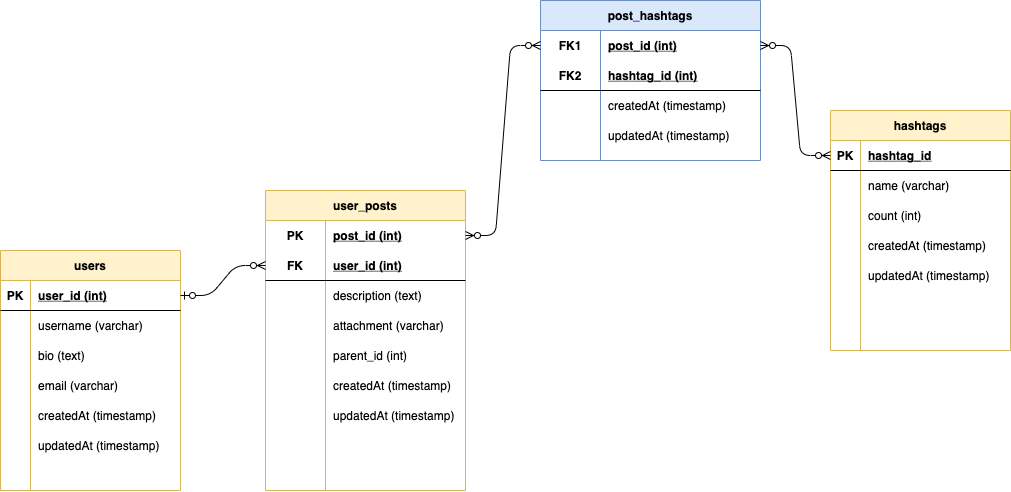 post_hashtags
FK1 post_id (int)
FK2 hashtag_id (int)
createdAt (timestamp)
updatedAt (timestamp)
hashtags
PK hashtag_id
name (varchar)
count (int)
createdAt (timestamp)
updatedAt (timestamp)
user_posts
PK post_id (int)
FK user_id (int)
description (text)
attachment (varchar)
parent_id (int)
createdAt (timestamp)
updatedAt (timestamp)
users
PK user_id (int)
username (varchar)
bio (text)
email (varchar)
createdAt (timestamp)
updatedAt (timestamp)